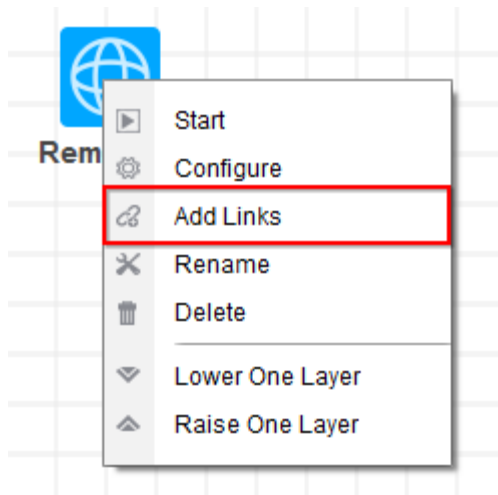 Rem
Start
Configure
Add Links
Rename
Delete
Lower One Layer
Raise One Layer